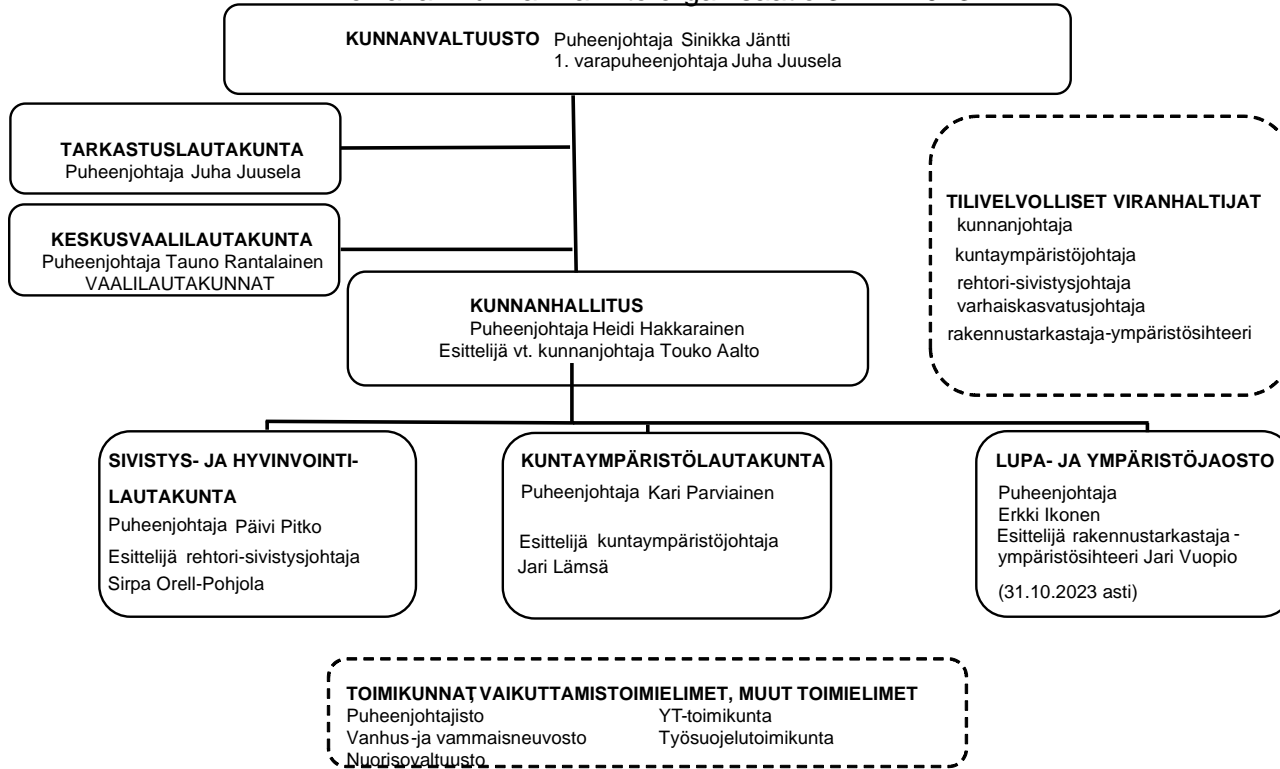 KUNNANVALTUUSTO Puheenjohtaja Sinikka Jäntti
1. varapuheenjohtaja Juha Juusela
TARKASTUSLAUTAKUNTA
Puheenjohtaja Juha Juusela
KESKUSVAALILAUTAKUNTA
Puheenjohtaja Tauno Rantalainen
VAALILAUTAKUNNAT
TILIVELVOLLISET VIRANHALTIJAT
kunnanjohtaja
kuntaympäristöjohtaja
rehtori-sivistysjohtaja
varhaiskasvatusjohtaja
rakennustarkastaja-ympäristösihteeri
KUNNANHALLITUS
Puheenjohtaja Heidi Hakkarainen
Esittelijä vt. kunnanjohtaja Touko Aalto
SIVISTYS- JA HYVINVOINTI-
LAUTAKUNTA
Puheenjohtaja Päivi Pitko
Esittelijä rehtori-sivistysjohtaja
Sirpa Orell-Pohjola
KUNTAYMPÄRISTÖLAUTAKUNTA
Puheenjohtaja Kari Parviainen
Esittelijä kuntaympäristöjohtaja
Jari Lämsä
LUPA- JA YMPÄRISTÖJAOSTO
Puheenjohtaja
Erkki Ikonen
Esittelijä rakennustarkastaja -
ympäristösihteeri Jari Vuopio
(31.10.2023 asti)
TOIMIKUNNAT, VAIKUTTAMISTOIMIELIMET, MUUT TOIMIELIMET
Puheenjohtajisto YT-toimikunta
Vanhus-ja vammaisneuvosto Työsuojelutoimikunta
Nuorisovaltuusto